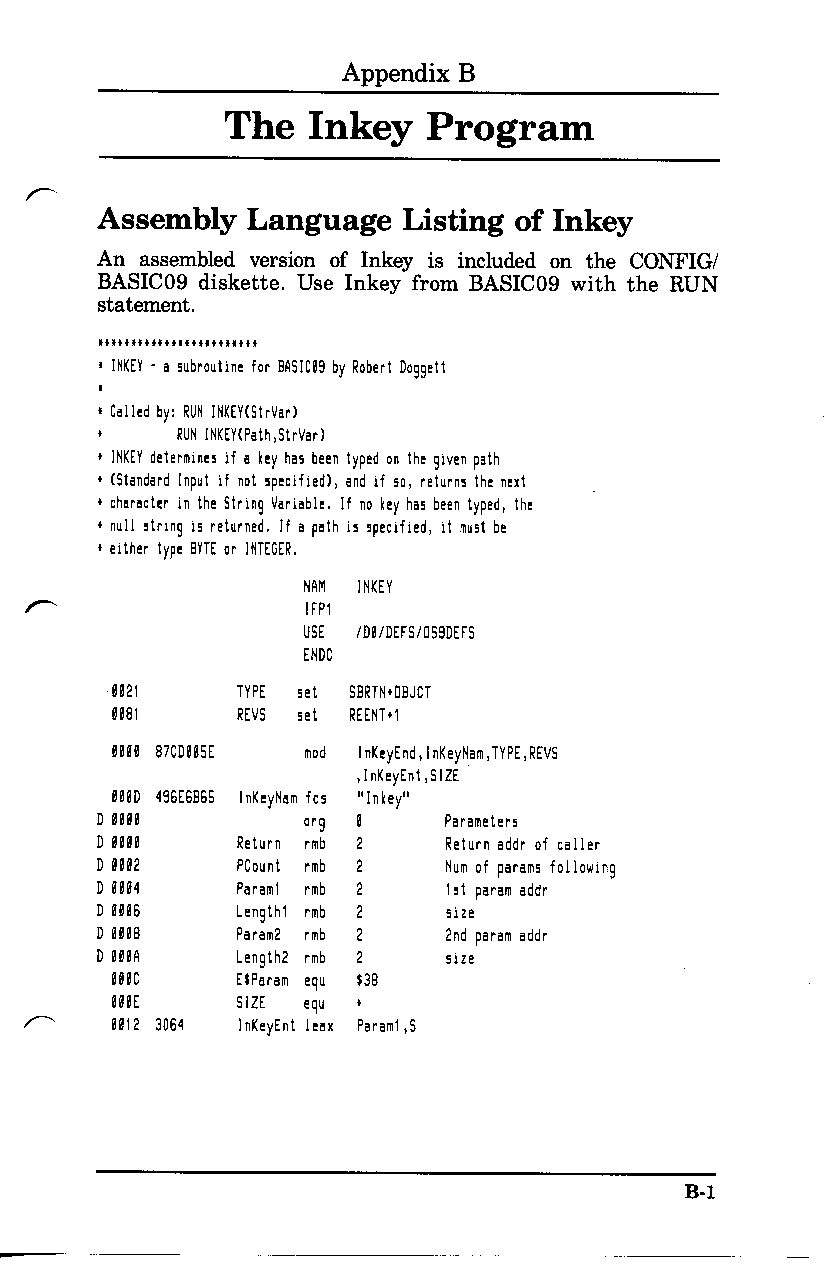 Appendix B
The Inkey Program
Assembly Language Listing of Inkey
An assembled version of Inkey is included on the CONFIG/
BASIC09 diskette. Use Inkey from BASIC09 with the RUN
statement.
************************
* INKEY - a subroutine for BASIC09 by Robert Doggett
*
* Called by: RUN INKEY(StrVar)
*            RUN INKEY(Path,StrVar)
* INKEY determines if a key has been typed on the given path
* (Standard Input if not specified), and if so, returns the next
* character in the String Variable. If no key has been typed, the
* null string is returned. If a path is specified, it must be
* either type BYTE or INTEGER.
NAM INKEY
IFP1
USE /D0/DEFS/OS9DEFS
ENDC
0021 TYPE set SBRTN+OBJCT
0081 REVS set REENT+1
0000 87CD005E mod InKeyEnd,InKeyNam,TYPE,REVS
,InKeyEnt,SIZE
000D 496E6B65 InKeyNam fcs "Inkey"
D 0000 org 0 Parameters
D 0000 Return rmb 2 Return addr of caller
D 0002 PCount rmb 2 Num of params following
D 0004 Param1 rmb 2 1st param addr
D 0006 Length1 rmb 2 size
D 0008 Param2 rmb 2 2nd param addr
D 000A Length2 rmb 2 size
000C E$Param equ $38
000E SIZE equ *
0012 3064 InKeyEnt leax Param1,S
B-1